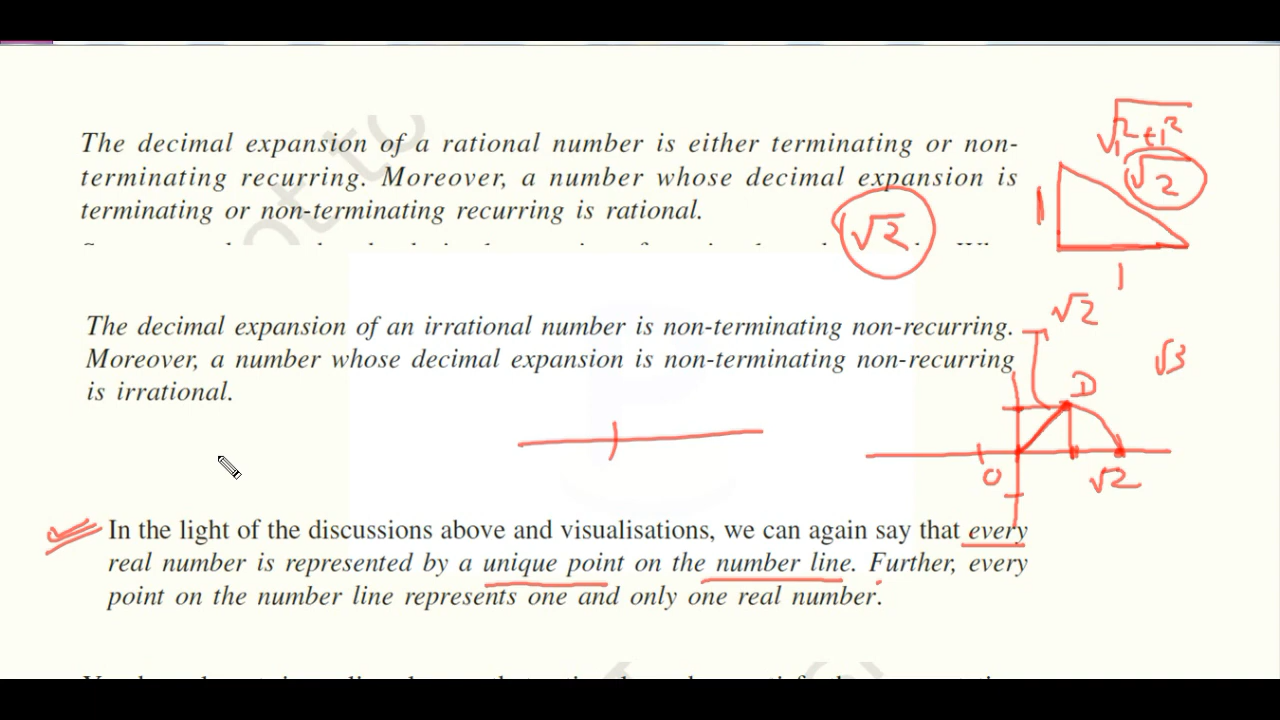 The decimal expansion of a rational number is either terminating or non-
terminating recurring. Moreover, a number whose decimal expansion is
terminating or non-terminating recurring is rational.
√1²+1²
√2
√2
1
1
The decimal expansion of an irrational number is non-terminating non-recurring.
Moreover, a number whose decimal expansion is non-terminating non-recurring
is irrational.
√2
√3
D
O
√2
In the light of the discussions above and visualisations, we can again say that every
real number is represented by a unique point on the number line. Further, every
point on the number line represents one and only one real number.